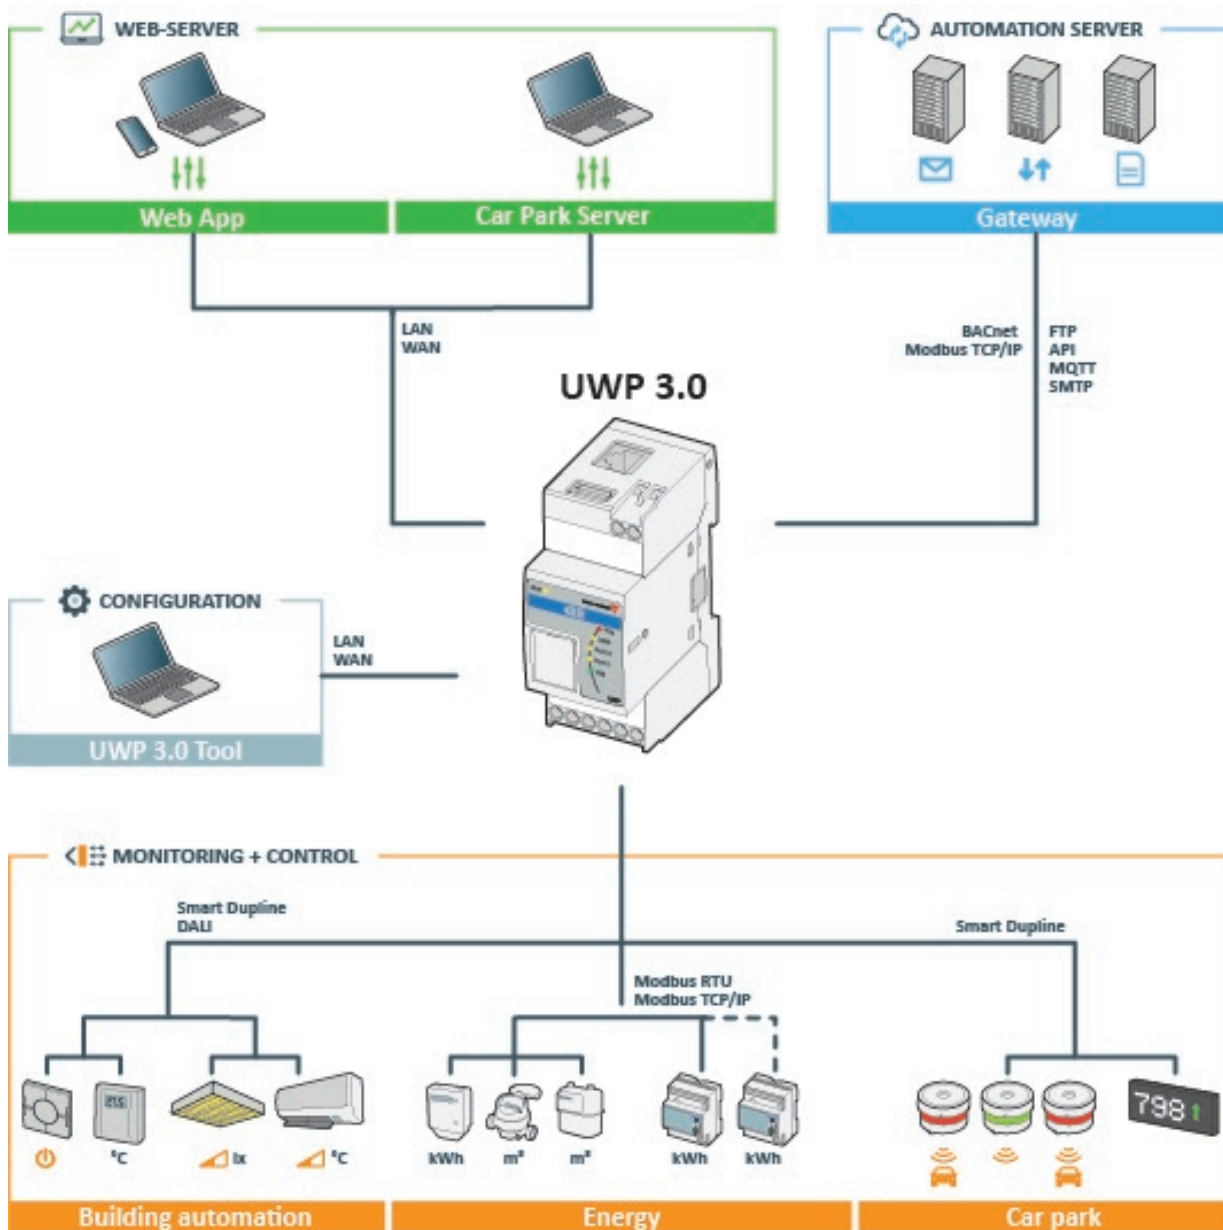 WEB-SERVER
AUTOMATION SERVER
Web App
Car Park Server
Gateway
LAN
WAN
BACnet
Modbus TCP/IP
FTP
API
MQTT
SMTP
UWP 3.0
CONFIGURATION
LAN
WAN
UWP 3.0 Tool
MONITORING + CONTROL
Smart Dupline
DALI
Smart Dupline
Modbus RTU
Modbus TCP/IP
798
°C
lx
°C
kWh
m³
m³
kWh
kWh
Building automation
Energy
Car park